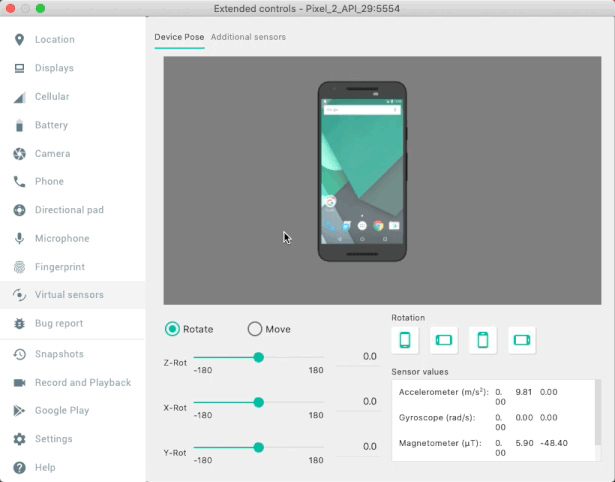 Extended controls - Pixel_2_API_29:5554
Location
Displays
Cellular
Battery
Camera
Phone
Directional pad
Microphone
Fingerprint
Virtual sensors
Bug report
Snapshots
Record and Playback
Google Play
Settings
Help
Device Pose Additional sensors
Rotate Move
Z-Rot -180 180 0.0
X-Rot -180 180 0.0
Y-Rot -180 180 0.0
Rotation
Sensor values
Accelerometer (m/s²): 0.00 9.81 0.00
Gyroscope (rad/s): 0.00 0.00 0.00
Magnetometer (μT): 0.00 5.90 -48.40